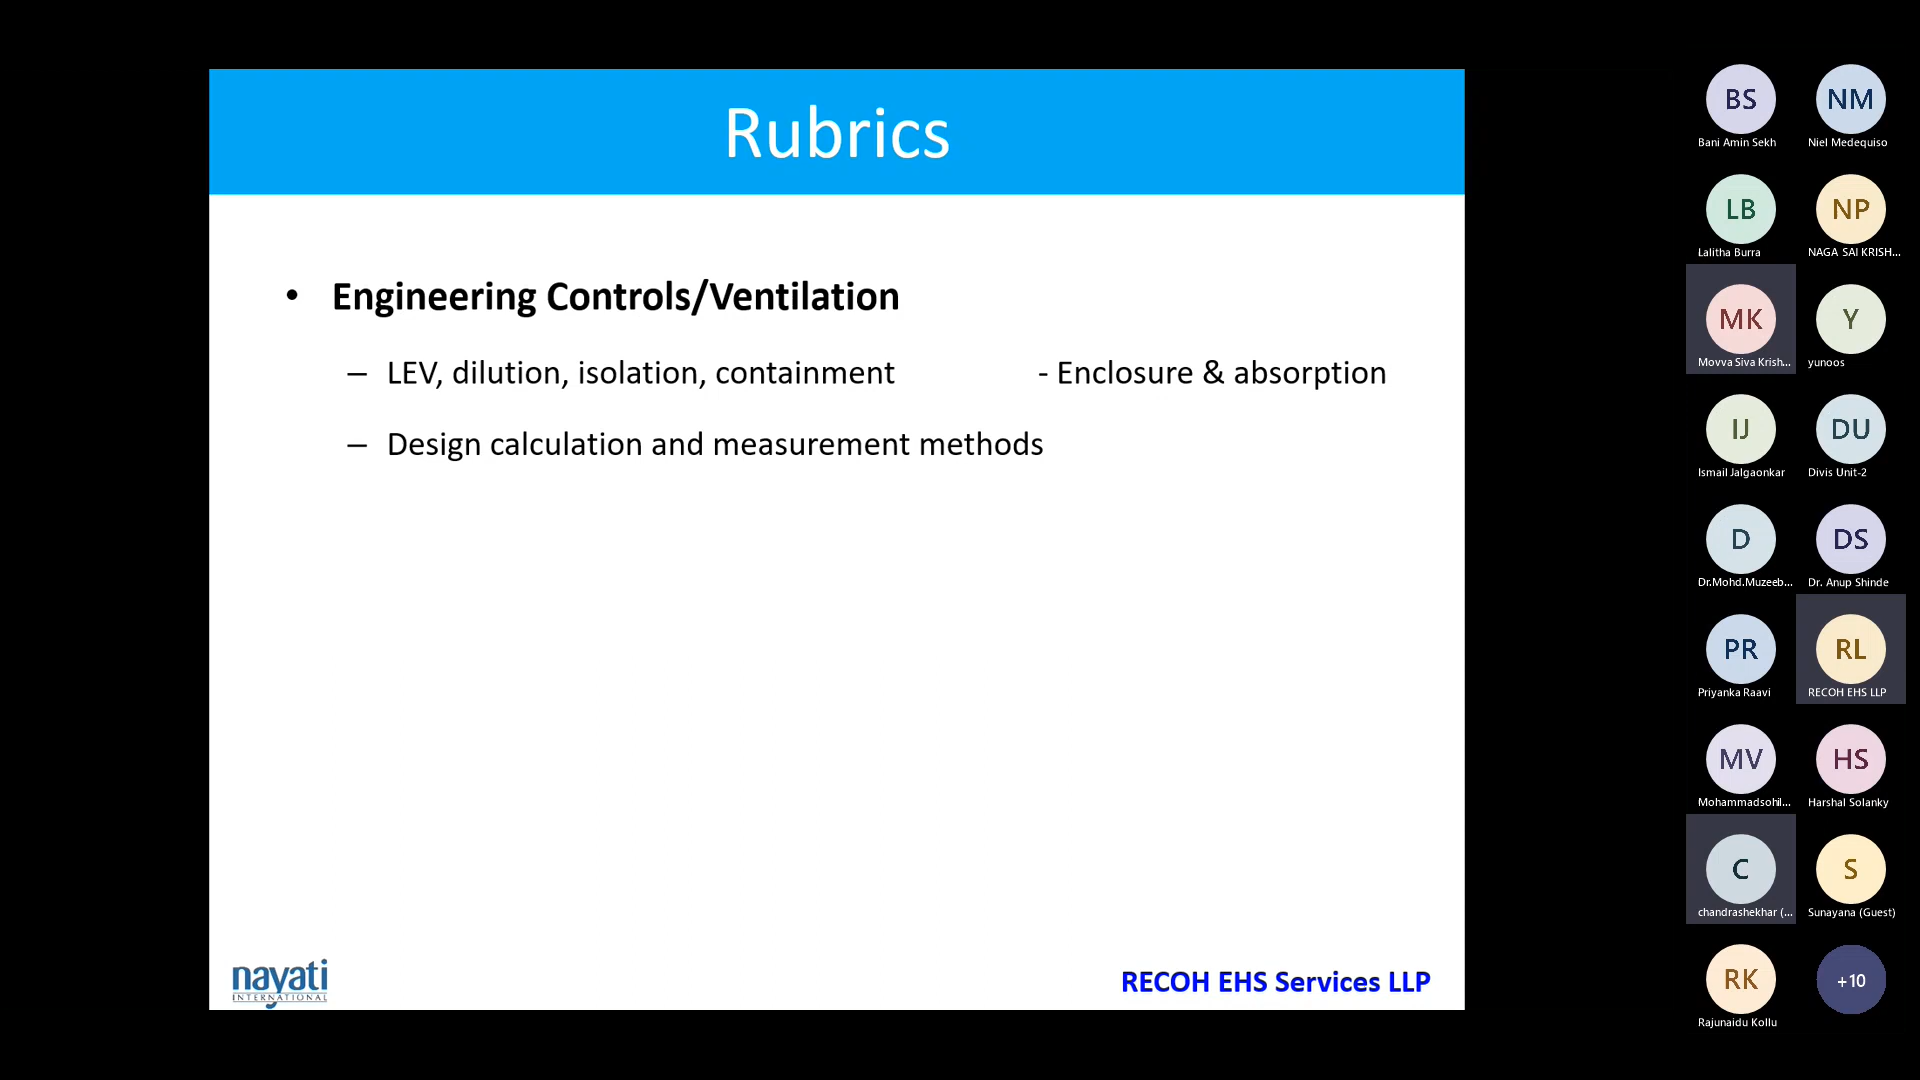 Rubrics
• Engineering Controls/Ventilation
– LEV, dilution, isolation, containment - Enclosure & absorption
– Design calculation and measurement methods
nayati
INTERNATIONAL
RECOH EHS Services LLP
BS NM
Bani Amin Sekh Niel Medequiso
LB NP
Lalitha Burra NAGA SAI KRISH...
MK Y
Movva Siva Krish... yunoos
IJ DU
Ismail Jalgaonkar Divis Unit-2
D DS
Dr.Mohd.Muzeeb... Dr. Anup Shinde
PR RL
Priyanka Raavi RECOH EHS LLP
MV HS
Mohammadsohil... Harshal Solanky
C S
chandrashekhar (... Sunayana (Guest)
RK +10
Rajunaidu Kollu